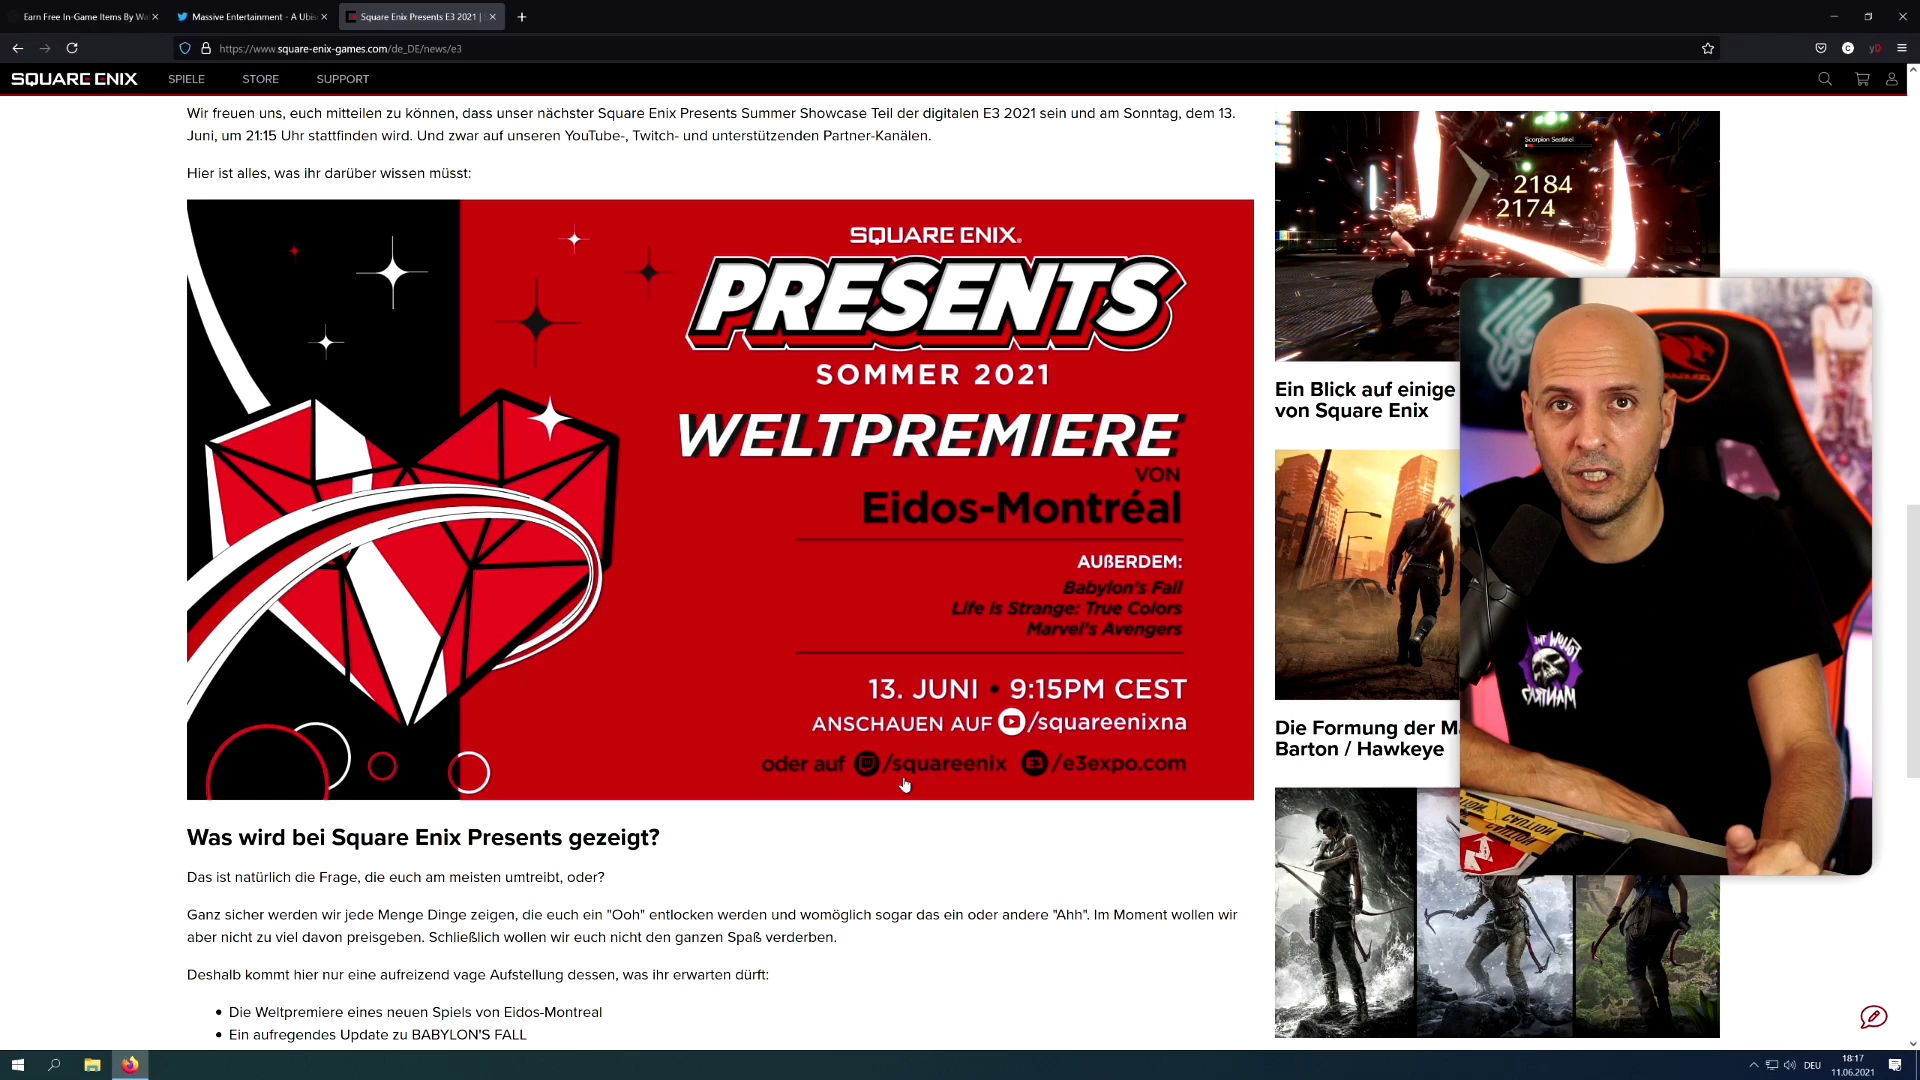 Earn Free In-Game Items By Wa
Massive Entertainment - A Ubis
Square Enix Presents E3 2021 |
https://www.square-enix-games.com/de_DE/news/e3
SQUARE ENIX SPIELE STORE SUPPORT
Wir freuen uns, euch mitteilen zu können, dass unser nächster Square Enix Presents Summer Showcase Teil der digitalen E3 2021 sein und am Sonntag, dem 13.
Juni, um 21:15 Uhr stattfinden wird. Und zwar auf unseren YouTube-, Twitch- und unterstützenden Partner-Kanälen.
Hier ist alles, was ihr darüber wissen müsst:
SQUARE ENIX.
PRESENTS
SOMMER 2021
WELTPREMIERE
VON
Eidos-Montréal
AUßERDEM:
Babylon's Fall
Life is Strange: True Colors
Marvel's Avengers
13. JUNI • 9:15PM CEST
ANSCHAUEN AUF /squareenixna
oder auf /squareenix E3 /e3expo.com
Scorpion Sentinel
2184
2174
Ein Blick auf einige
von Square Enix
Die Formung der Ma
Barton / Hawkeye
FOLLOW THE
MANTRAS
CAUTION
Was wird bei Square Enix Presents gezeigt?
Das ist natürlich die Frage, die euch am meisten umtreibt, oder?
Ganz sicher werden wir jede Menge Dinge zeigen, die euch ein "Ooh" entlocken werden und womöglich sogar das ein oder andere "Ahh". Im Moment wollen wir
aber nicht zu viel davon preisgeben. Schließlich wollen wir euch nicht den ganzen Spaß verderben.
Deshalb kommt hier nur eine aufreizend vage Aufstellung dessen, was ihr erwarten dürft:
• Die Weltpremiere eines neuen Spiels von Eidos-Montreal
• Ein aufregendes Update zu BABYLON'S FALL
DEU
18:17
11.06.2021